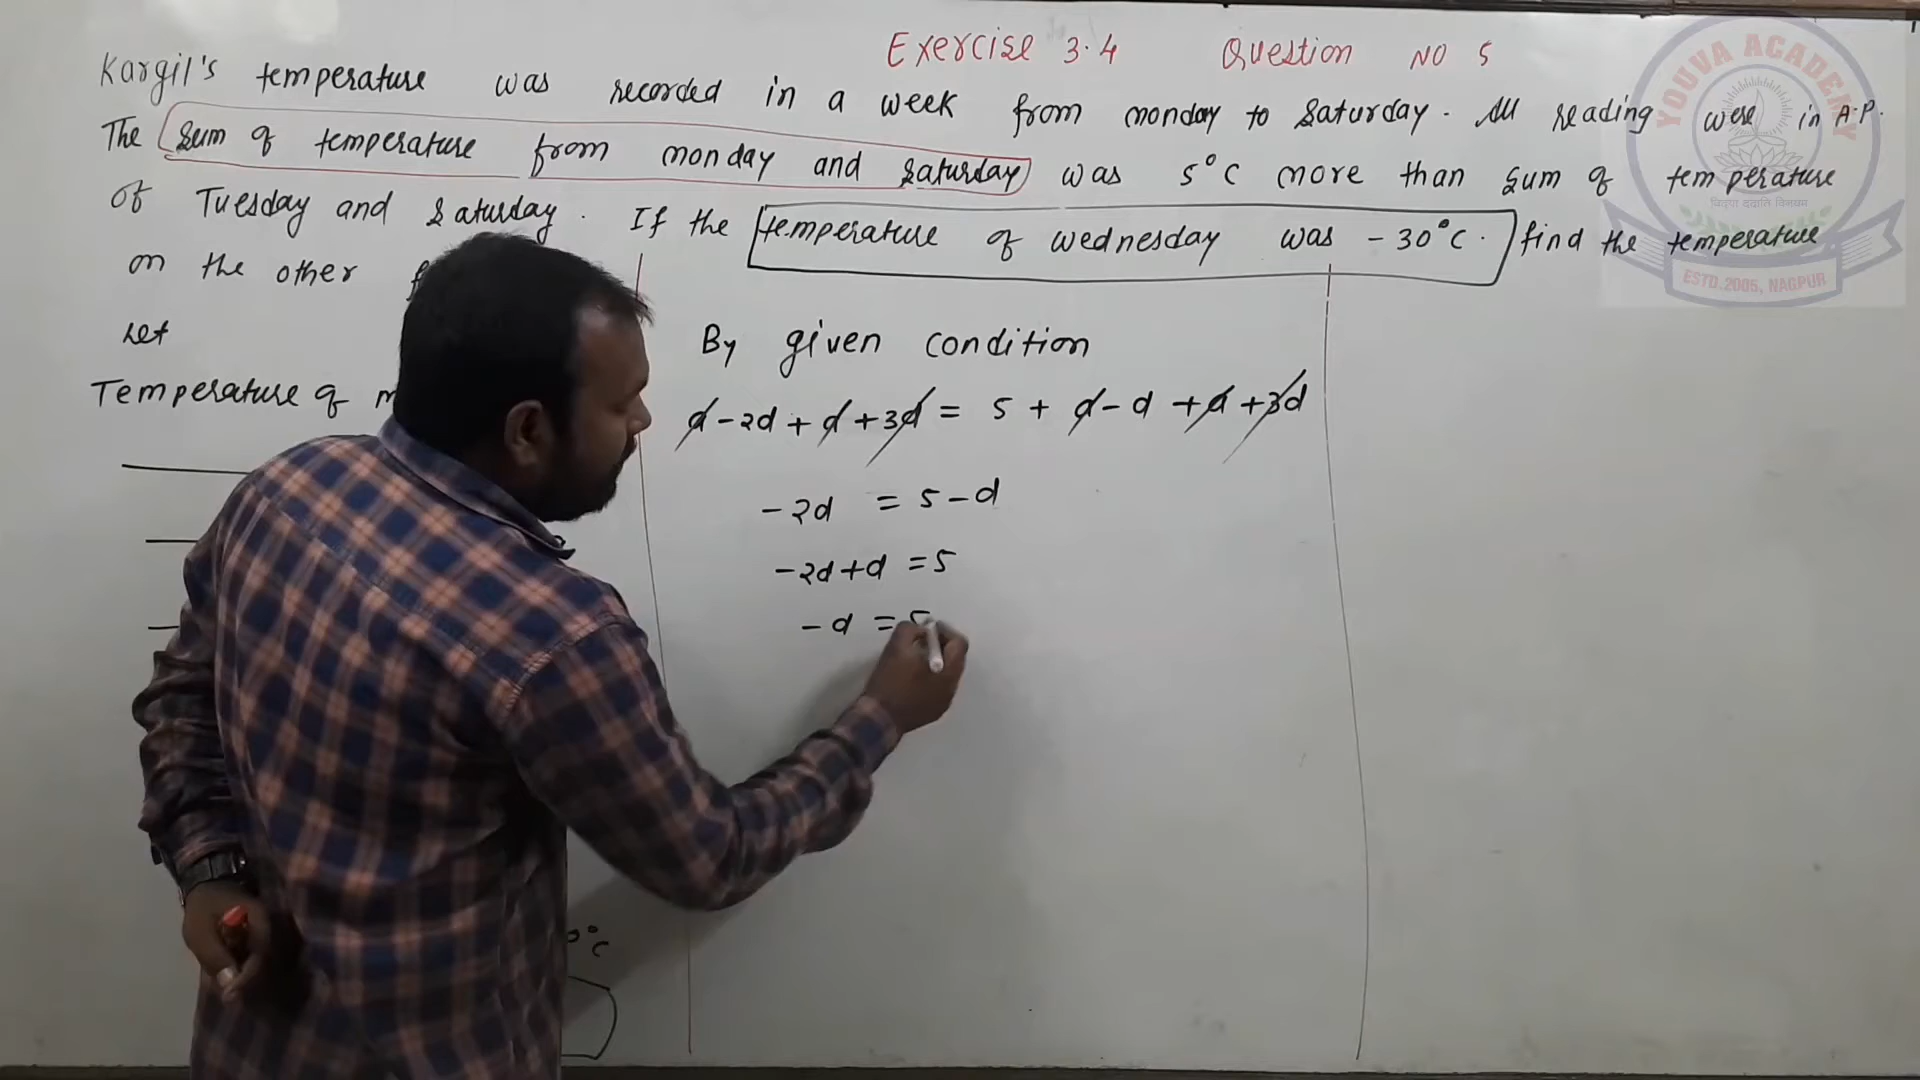 Exercise 3.4 Question NO 5
Kargil's temperature was recorded in a week from monday to Saturday. All reading were in A.P.
The Sum of temperature from monday and saturday was 5°C more than sum of temperature
of Tuesday and saturday. If the temperature of wednesday was -30°C. find the temperature
on the other
Let
Temperature of m
By given condition
a - 2d + a + 3d = 5 + a - d + a + 3d
-2d = 5 - d
-2d + d = 5
-d = 5
0°C
YOUVA ACADEMY
ESTD.2005, NAGPUR